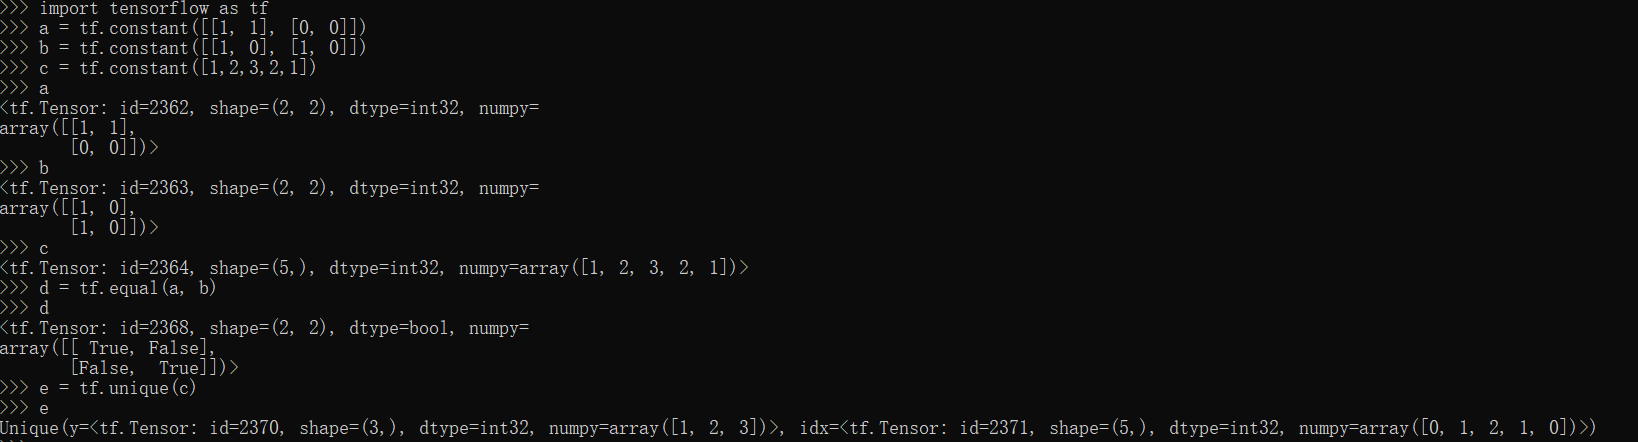 >>> import tensorflow as tf
>>> a = tf.constant([[1, 1], [0, 0]])
>>> b = tf.constant([[1, 0], [1, 0]])
>>> c = tf.constant([1,2,3,2,1])
>>> a
<tf.Tensor: id=2362, shape=(2, 2), dtype=int32, numpy=
array([[1, 1],
       [0, 0]])>
>>> b
<tf.Tensor: id=2363, shape=(2, 2), dtype=int32, numpy=
array([[1, 0],
       [1, 0]])>
>>> c
<tf.Tensor: id=2364, shape=(5,), dtype=int32, numpy=array([1, 2, 3, 2, 1])>
>>> d = tf.equal(a, b)
>>> d
<tf.Tensor: id=2368, shape=(2, 2), dtype=bool, numpy=
array([[ True, False],
       [False,  True]])>
>>> e = tf.unique(c)
>>> e
Unique(y=<tf.Tensor: id=2370, shape=(3,), dtype=int32, numpy=array([1, 2, 3])>, idx=<tf.Tensor: id=2371, shape=(5,), dtype=int32, numpy=array([0, 1, 2, 1, 0])>)